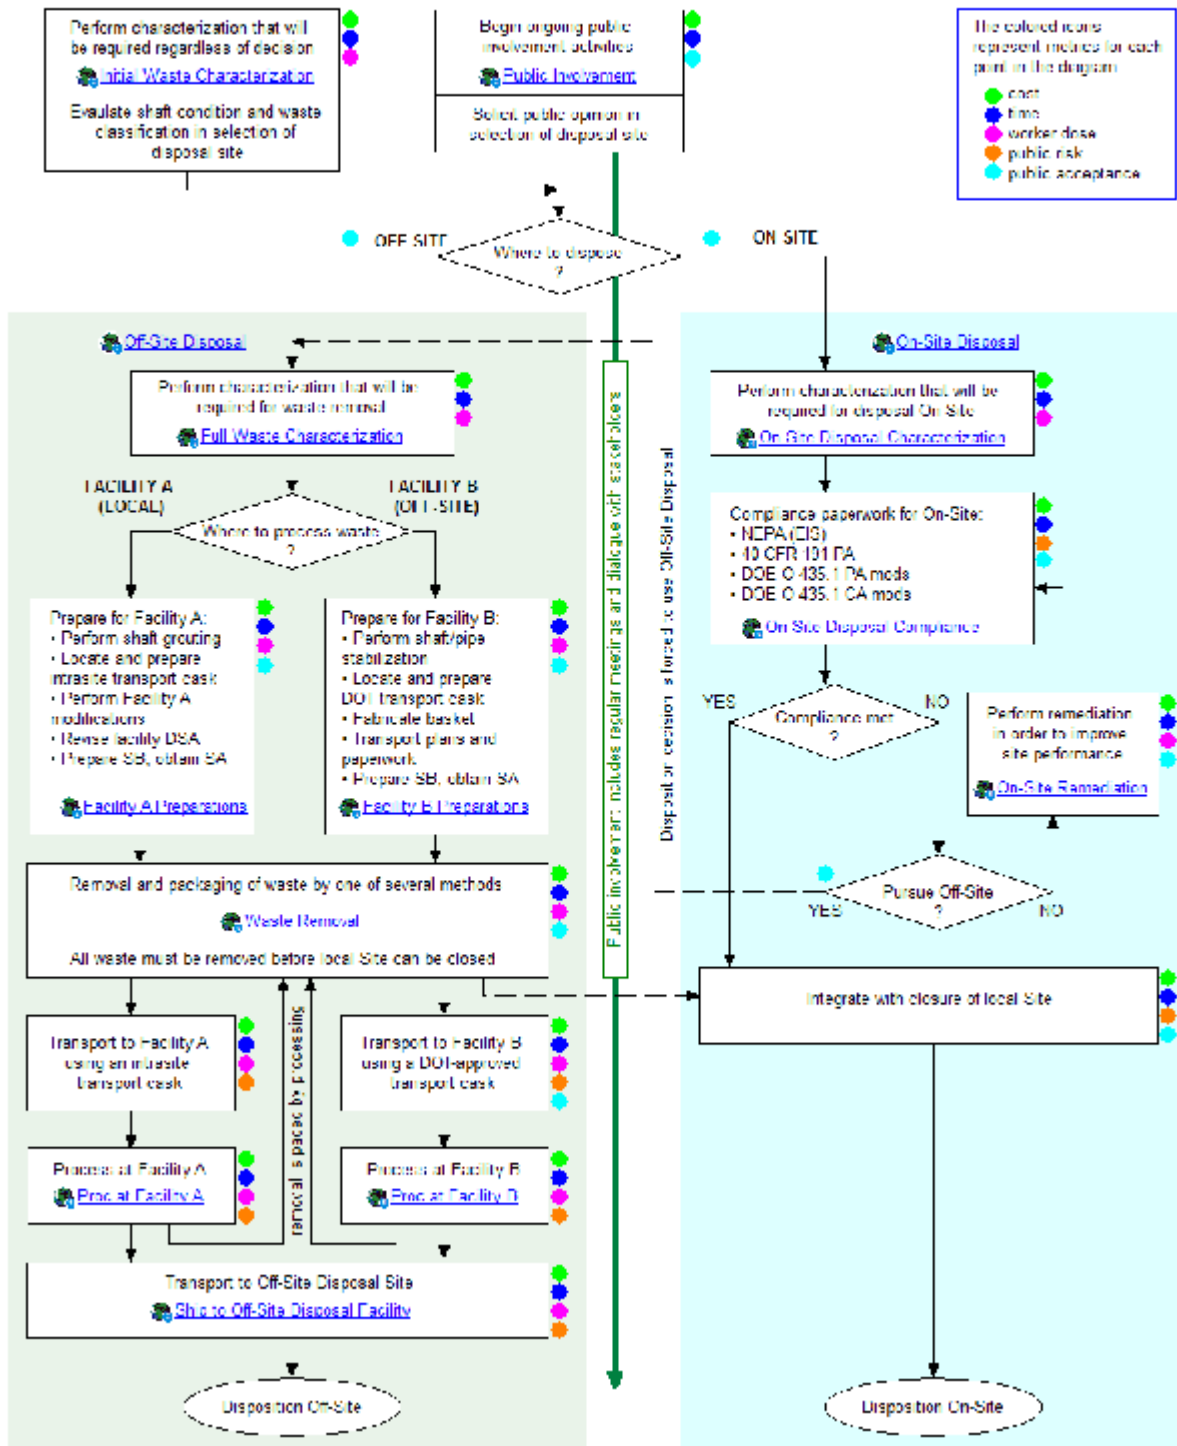 Perform characterization that will
be required regardless of decision
Initial Waste Characterization
Evaulate shaft condition and waste
classification in selection of
disposal site
Begin ongoing public
involvement activities
Public Involvement
Solicit public opinion in
selection of disposal site
The colored icons
represent metrics for each
point in the diagram
cost
time
worker dose
public risk
public acceptance
OFF SITE
Where to dispose
?
ON SITE
Off-Site Disposal
Perform characterization that will be
required for waste removal
Full Waste Characterization
FACILITY A
(LOCAL)
FACILITY B
(OFF-SITE)
Where to process waste
?
Prepare for Facility A:
• Perform shaft grouting
• Locate and prepare
intrasite transport cask
• Perform Facility A
modifications
• Revise facility DSA
• Prepare SB, obtain SA
Facility A Preparations
Prepare for Facility B:
• Perform shaft/pipe
stabilization
• Locate and prepare
DOT transport cask
• Fabricate basket
• Transport plans and
paperwork
• Prepare SB, obtain SA
Facility B Preparations
Removal and packaging of waste by one of several methods
Waste Removal
All waste must be removed before local Site can be closed
Transport to Facility A
using an intrasite
transport cask
removal is paced by processing
Transport to Facility B
using a DOT-approved
transport cask
Process at Facility A
Proc at Facility A
Process at Facility B
Proc at Facility B
Transport to Off-Site Disposal Site
Ship to Off-Site Disposal Facility
Disposition Off-Site
Public involvement includes regular meetings and dialogue with stakeholders
Disposal or decision is forced to use Off-Site Disposal
On-Site Disposal
Perform characterization that will be
required for disposal On-Site
On-Site Disposal Characterization
Compliance paperwork for On-Site:
• NEPA (EIS)
• 40 CFR 191 PA
• DOE O 435.1 PA mods
• DOE O 435.1 CA mods
On-Site Disposal Compliance
YES
Compliance met
?
NO
Perform remediation
in order to improve
site performance
On-Site Remediation
Pursue Off-Site
?
YES
NO
Integrate with closure of local Site
Disposition On-Site